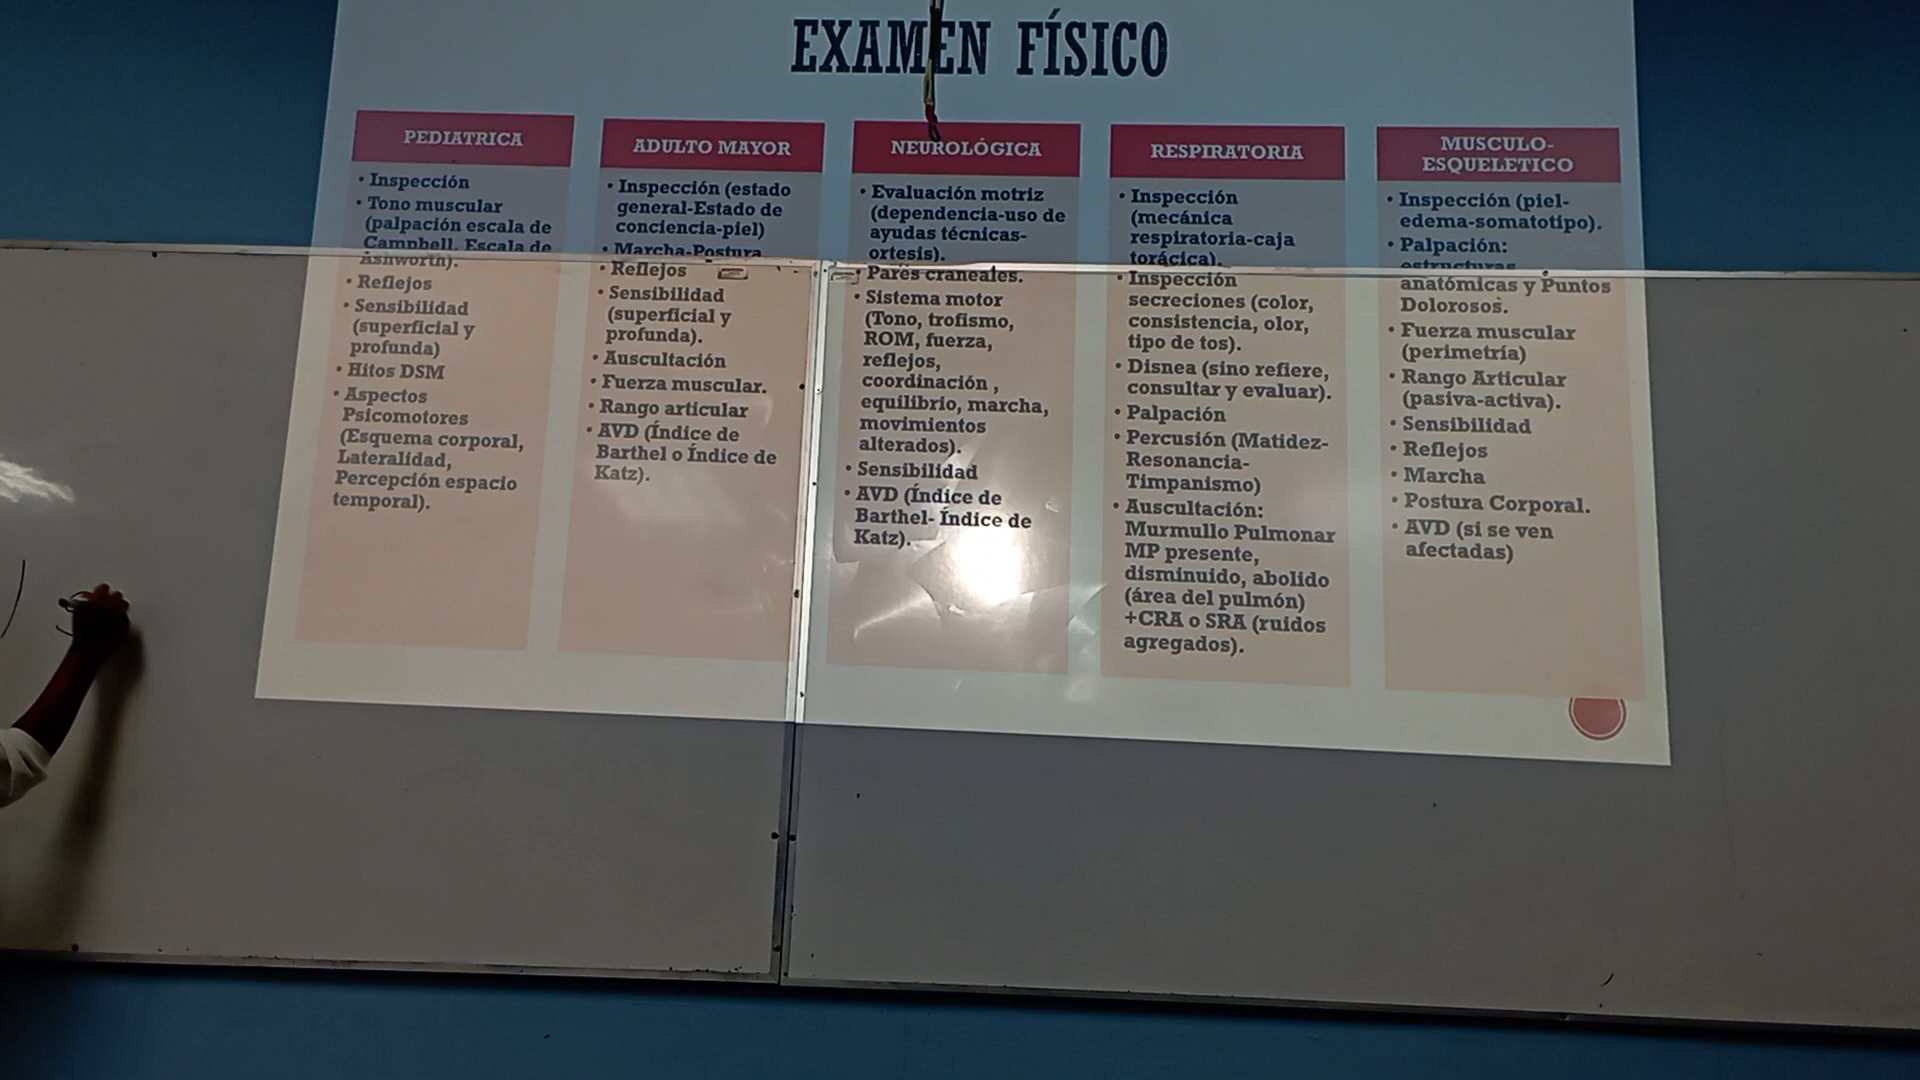 EXAMEN FÍSICO
PEDIATRICA
• Inspección
• Tono muscular
(palpación escala de
Campbell. Escala de
Ashworth).
• Reflejos
• Sensibilidad
(superficial y
profunda)
• Hitos DSM
• Aspectos
Psicomotores
(Esquema corporal,
Lateralidad,
Percepción espacio
temporal).
ADULTO MAYOR
• Inspección (estado
general-Estado de
conciencia-piel)
• Marcha-Postura
• Reflejos
• Sensibilidad
(superficial y
profunda).
• Auscultación
• Fuerza muscular.
• Rango articular
• AVD (Índice de
Barthel o Índice de
Katz).
NEUROLÓGICA
• Evaluación motriz
(dependencia-uso de
ayudas técnicas-
ortesis).
• Pares craneales.
• Sistema motor
(Tono, trofismo,
ROM, fuerza,
reflejos,
coordinación ,
equilibrio, marcha,
movimientos
alterados).
• Sensibilidad
• AVD (Índice de
Barthel- Índice de
Katz).
RESPIRATORIA
• Inspección
(mecánica
respiratoria-caja
torácica).
• Inspección
secreciones (color,
consistencia, olor,
tipo de tos).
• Disnea (sino refiere,
consultar y evaluar).
• Palpación
• Percusión (Matidez-
Resonancia-
Timpanismo)
• Auscultación:
Murmullo Pulmonar
MP presente,
disminuido, abolido
(área del pulmón)
+CRA o SRA (ruidos
agregados).
MUSCULO-
ESQUELETICO
• Inspección (piel-
edema-somatotipo).
• Palpación:
estructuras
anatómicas y Puntos
Dolorosos.
• Fuerza muscular
(perimetría)
• Rango Articular
(pasiva-activa).
• Sensibilidad
• Reflejos
• Marcha
• Postura Corporal.
• AVD (si se ven
afectadas)